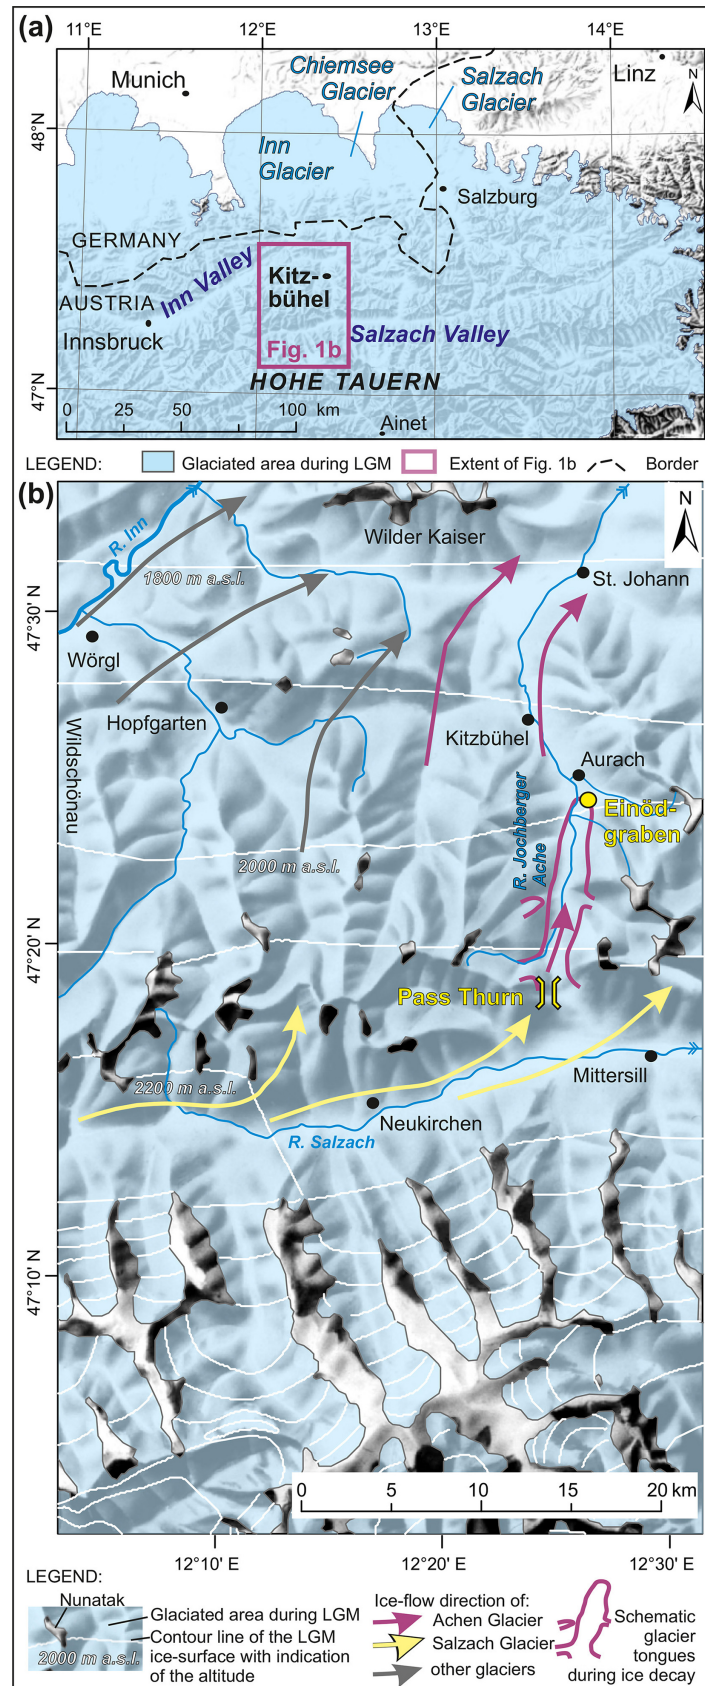 (a)
11°E
12°E
13°E
14°E
Munich
Chiemsee
Glacier
Salzach
Glacier
Linz
N
48°N
Inn
Glacier
Salzburg
GERMANY
Inn Valley
Kitz-
bühel
AUSTRIA
Innsbruck
Salzach Valley
Fig. 1b
HOHE TAUERN
47°N
0 25 50 100 km
Ainet
LEGEND:
Glaciated area during LGM
Extent of Fig. 1b
Border
(b)
N
R. Inn
Wilder Kaiser
1800 m a.s.l.
St. Johann
47°30' N
Wörgl
Hopfgarten
Kitzbühel
Wildschönau
Aurach
Einöd-
graben
R. Jochberger
Ache
2000 m a.s.l.
47°20' N
Pass Thurn
2200 m a.s.l.
Mittersill
Neukirchen
R. Salzach
47°10' N
0 5 10 15 20 km
12°10' E
12°20' E
12°30' E
LEGEND:
Nunatak
Glaciated area during LGM
Contour line of the LGM
ice-surface with indication
of the altitude
2000 m a.s.l.
Ice-flow direction of:
Achen Glacier
Salzach Glacier
other glaciers
Schematic
glacier
tongues
during ice decay